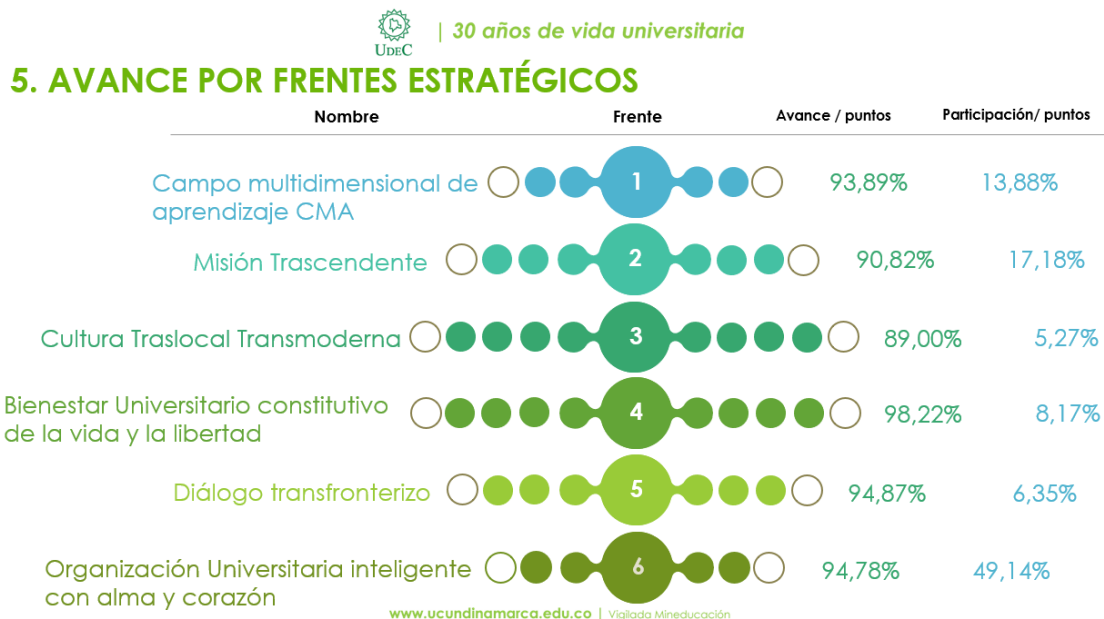 UDEC
| 30 años de vida universitaria
5. AVANCE POR FRENTES ESTRATÉGICOS
Nombre Frente Avance / puntos Participación/ puntos
Campo multidimensional de
aprendizaje CMA
1 93,89% 13,88%
Misión Trascendente 2 90,82% 17,18%
Cultura Traslocal Transmoderna 3 89,00% 5,27%
Bienestar Universitario constitutivo
de la vida y la libertad
4 98,22% 8,17%
Diálogo transfronterizo 5 94,87% 6,35%
Organización Universitaria inteligente
con alma y corazón
6 94,78% 49,14%
www.ucundinamarca.edu.co | Vigilada Mineducación